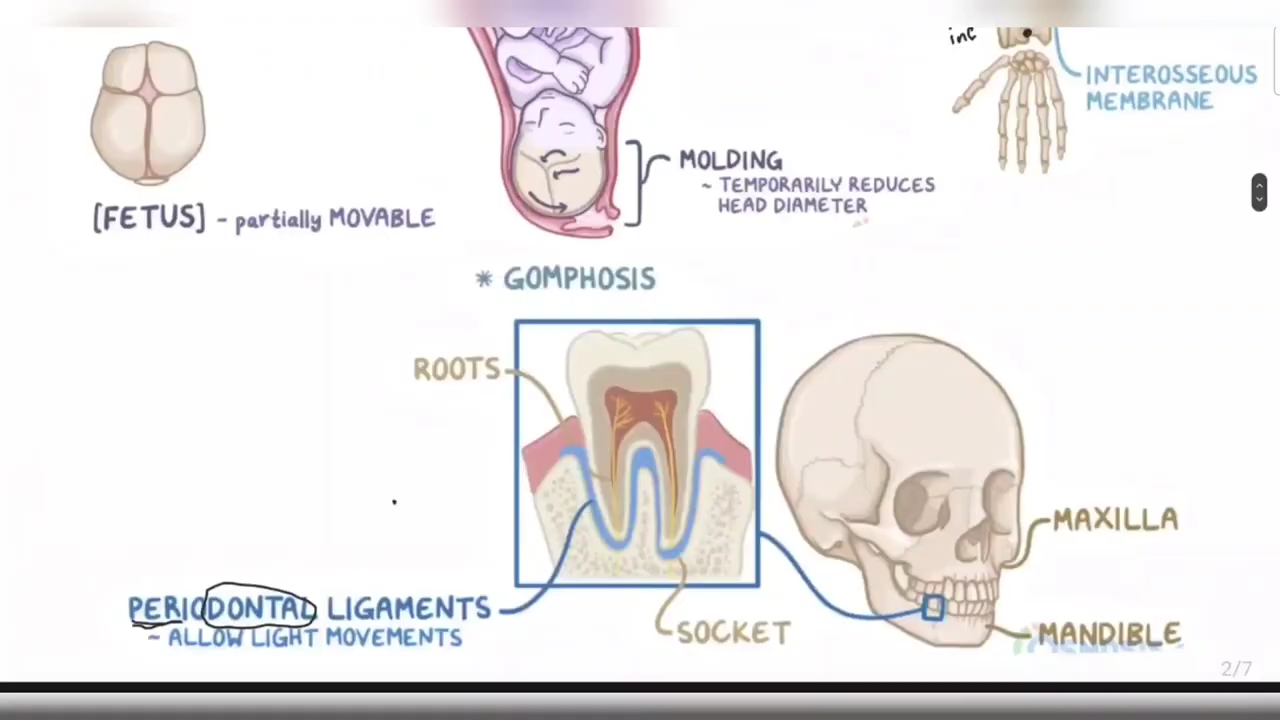 inc
INTEROSSEOUS
MEMBRANE
MOLDING
~ TEMPORARILY REDUCES
HEAD DIAMETER
[FETUS] - partially MOVABLE
* GOMPHOSIS
ROOTS
MAXILLA
PERIODONTAL LIGAMENTS
~ ALLOW LIGHT MOVEMENTS
SOCKET
MANDIBLE
2/7